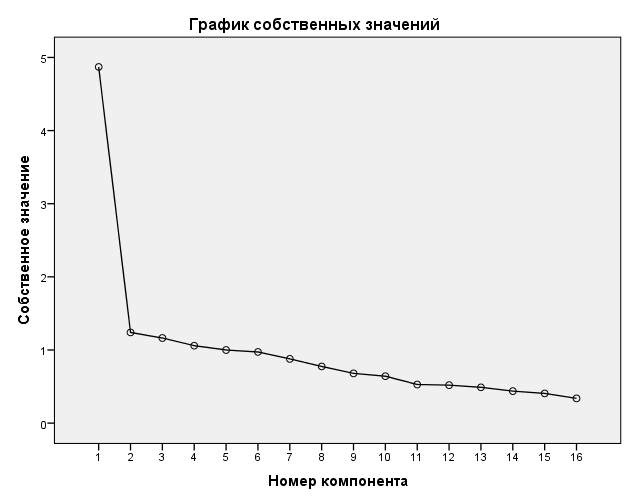 График собственных значений
5
4
3
2
1
0
Собственное значение
1 2 3 4 5 6 7 8 9 10 11 12 13 14 15 16
Номер компонента